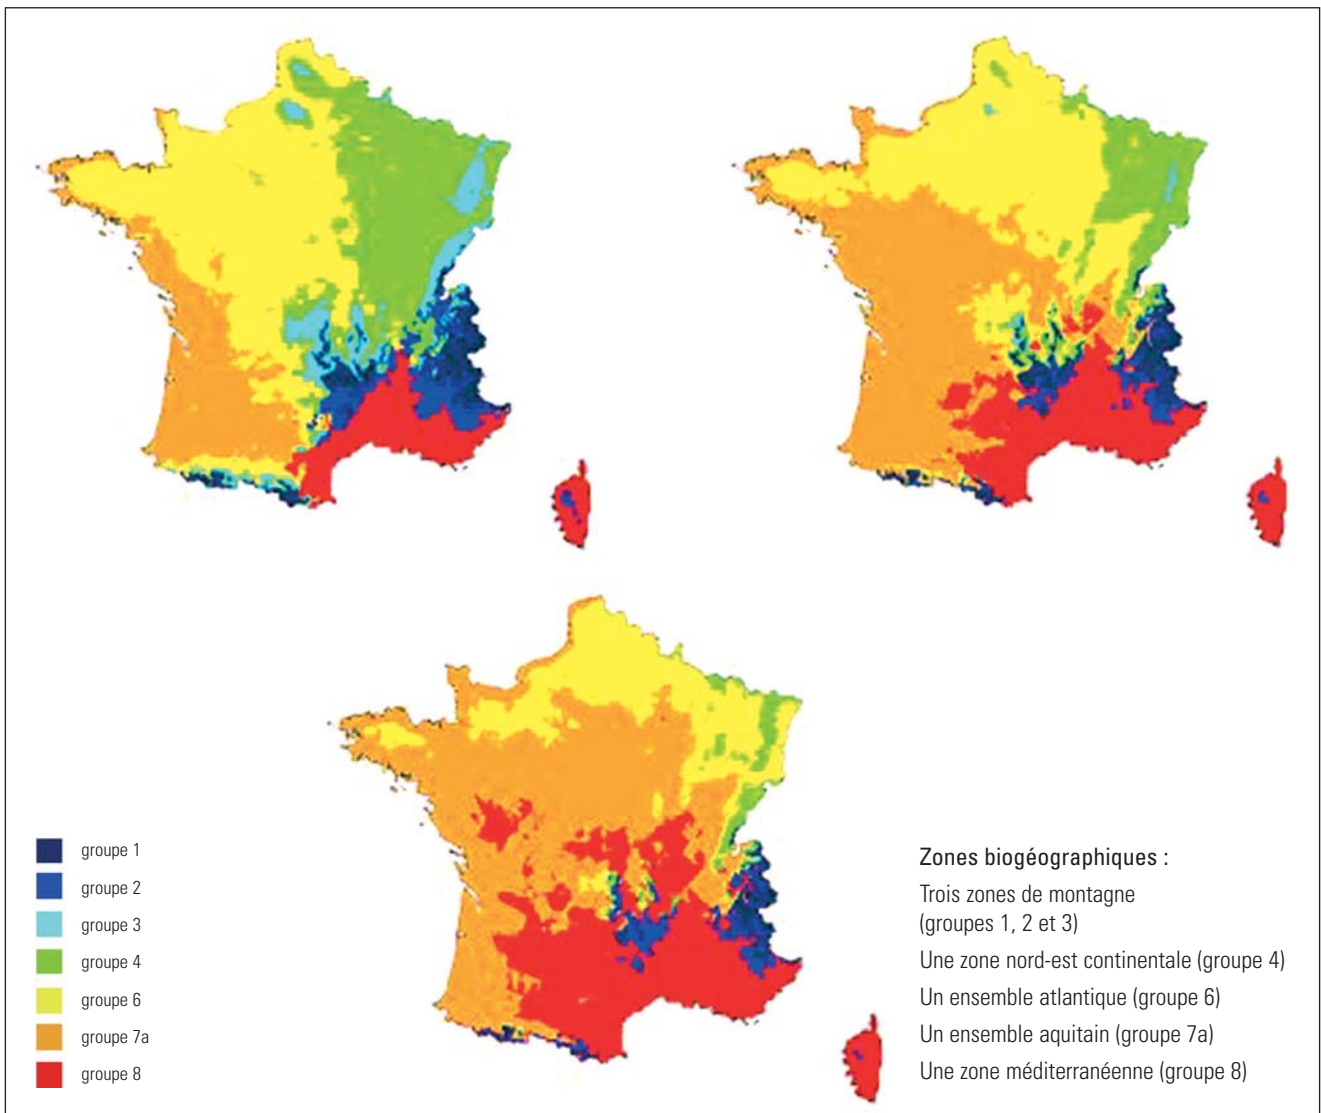 groupe 1
groupe 2
groupe 3
groupe 4
groupe 6
groupe 7a
groupe 8
Zones biogéographiques :
Trois zones de montagne
(groupes 1, 2 et 3)
Une zone nord-est continentale (groupe 4)
Un ensemble atlantique (groupe 6)
Un ensemble aquitain (groupe 7a)
Une zone méditerranéenne (groupe 8)